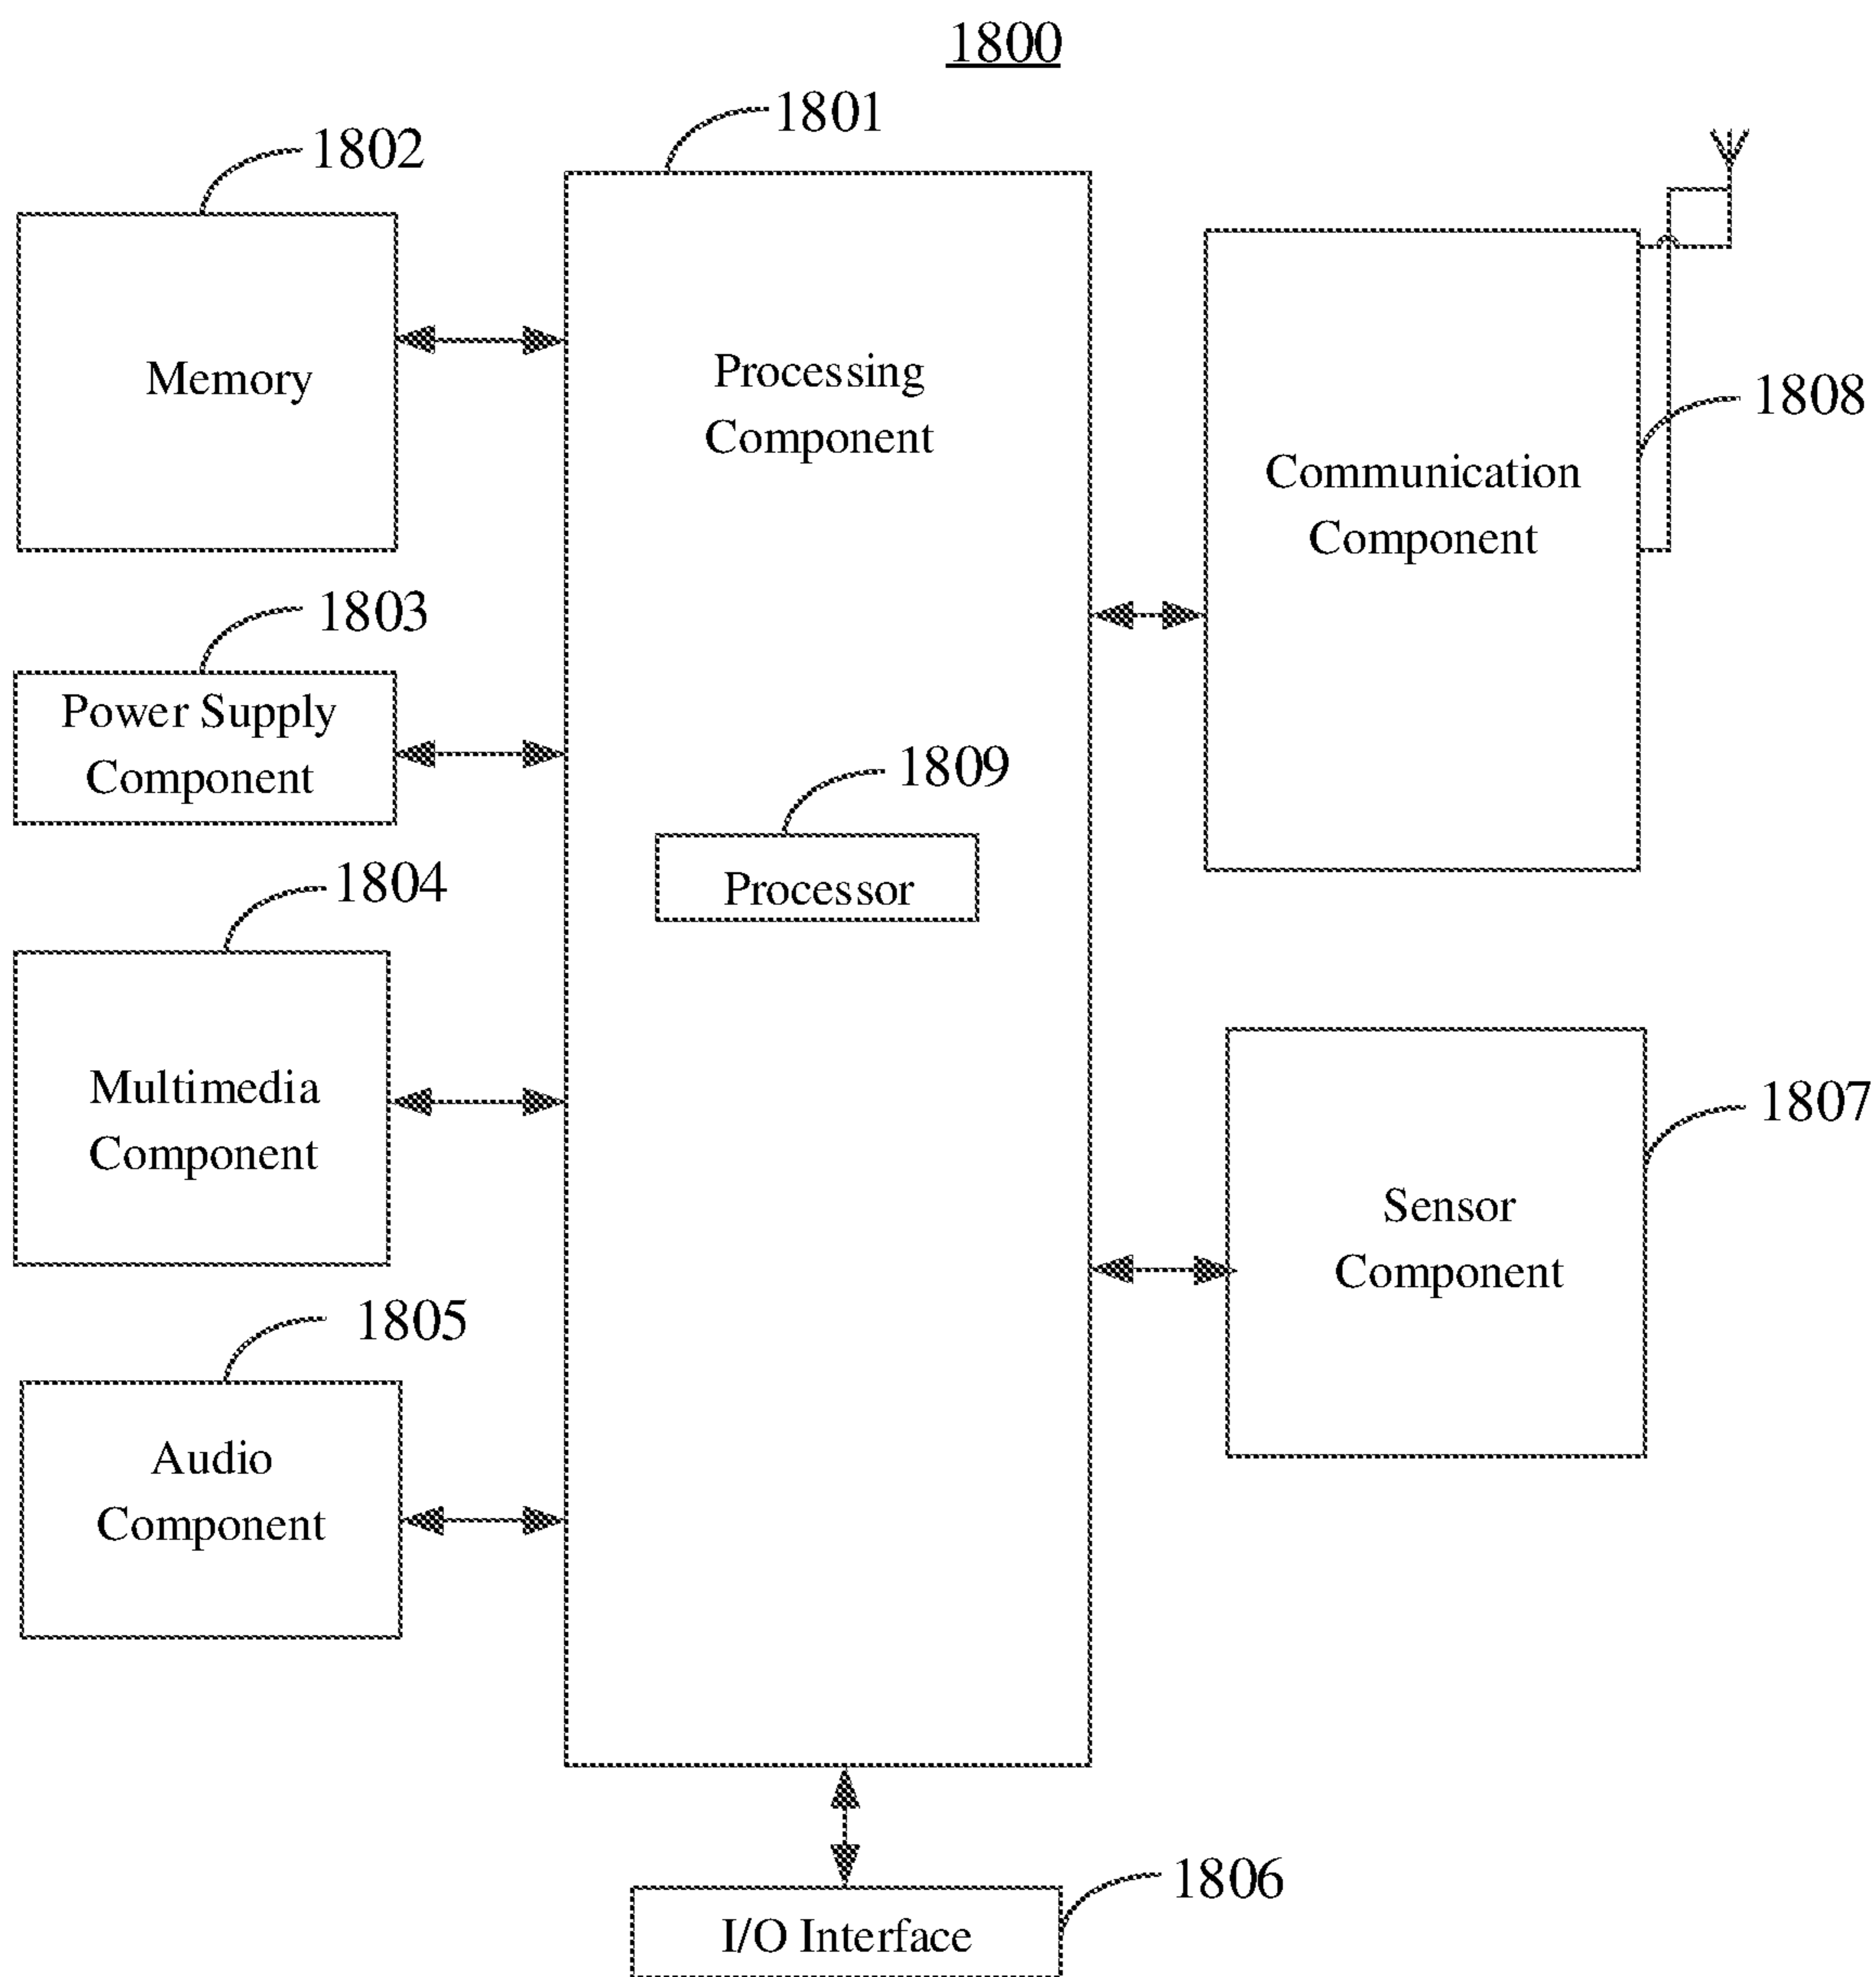 1800
1801
1802
Memory
Processing
Component
1808
Communication
Component
1803
Power Supply
Component
1809
Processor
1804
Multimedia
Component
1807
Sensor
Component
1805
Audio
Component
1806
I/O Interface